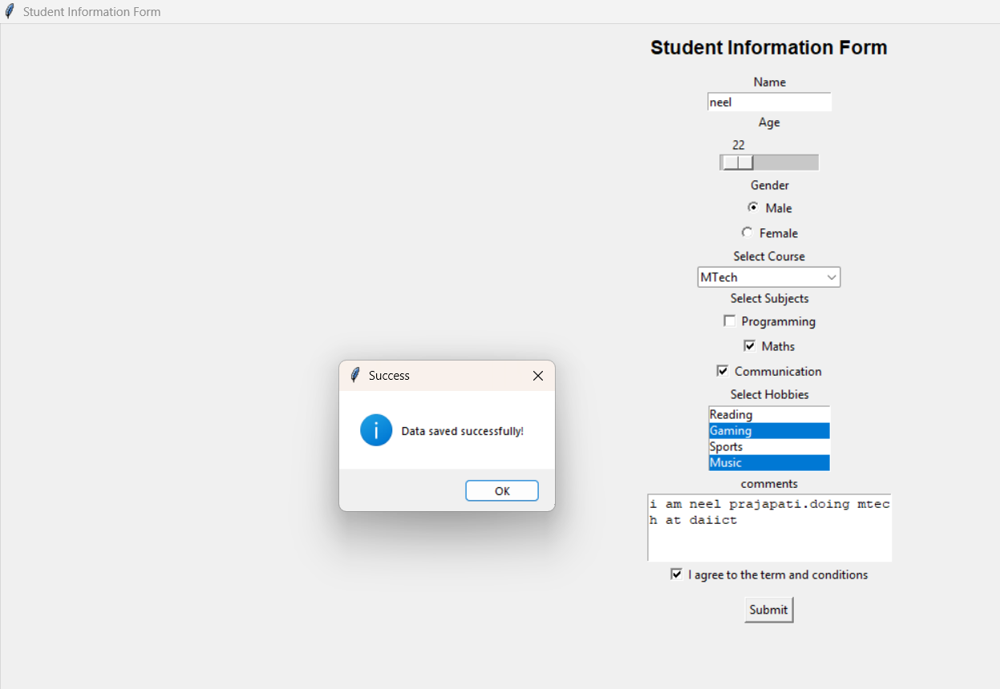 Student Information Form
Student Information Form
Name
neel
Age
22
Gender
Male
Female
Select Course
MTech
Select Subjects
Programming
Maths
Communication
Select Hobbies
Reading
Gaming
Sports
Music
comments
i am neel prajapati.doing mtec
h at daiict
I agree to the term and conditions
Submit
Success
Data saved successfully!
OK